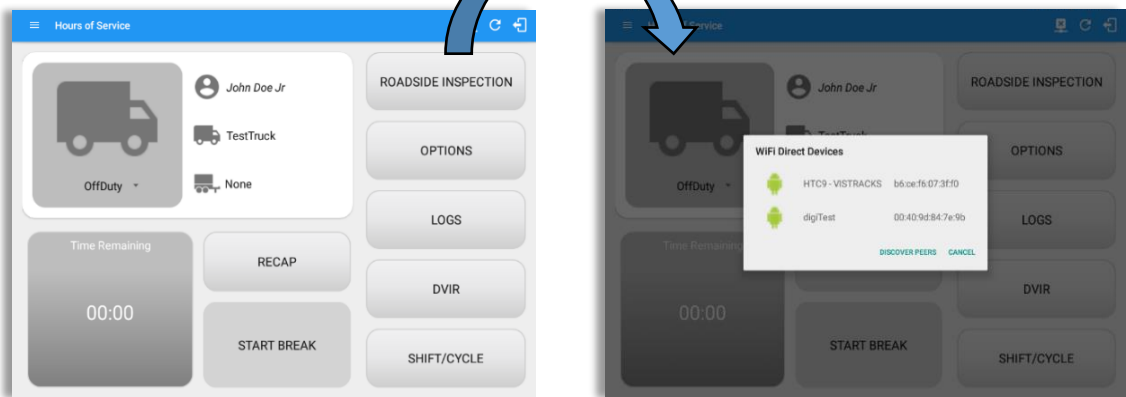 Hours of Service
John Doe Jr
TestTruck
None
OffDuty
Time Remaining
00:00
RECAP
START BREAK
ROADSIDE INSPECTION
OPTIONS
LOGS
DVIR
SHIFT/CYCLE
Service
John Doe Jr
OffDuty
WiFi Direct Devices
HTC9 - VISTRACKS b6:ce:f6:07:3f:f0
digiTest 00:40:9d:84:7e:9b
DISCOVER PEERS CANCEL
Time Remaining
00:00
START BREAK
ROADSIDE INSPECTION
OPTIONS
LOGS
DVIR
SHIFT/CYCLE